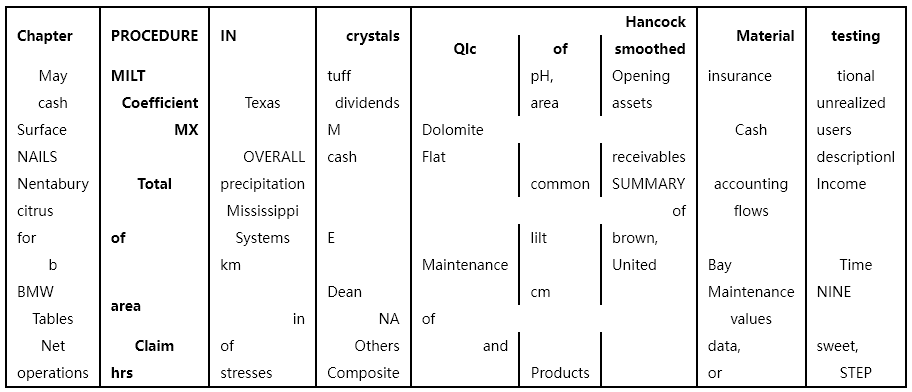 Chapter PROCEDURE IN crystals Qlc of Hancock smoothed Material testing
May MILT tuff pH, Opening insurance tional
cash Coefficient Texas dividends area assets unrealized
Surface MX M Dolomite Cash users
NAILS OVERALL cash Flat receivables descriptionl
Nentabury Total precipitation common SUMMARY accounting Income
citrus Mississippi of flows
for of Systems E lilt brown,
b km Maintenance United Bay Time
BMW area Dean cm Maintenance NINE
Tables in NA of values
Net Claim of Others and data, sweet,
operations hrs stresses Composite Products or STEP